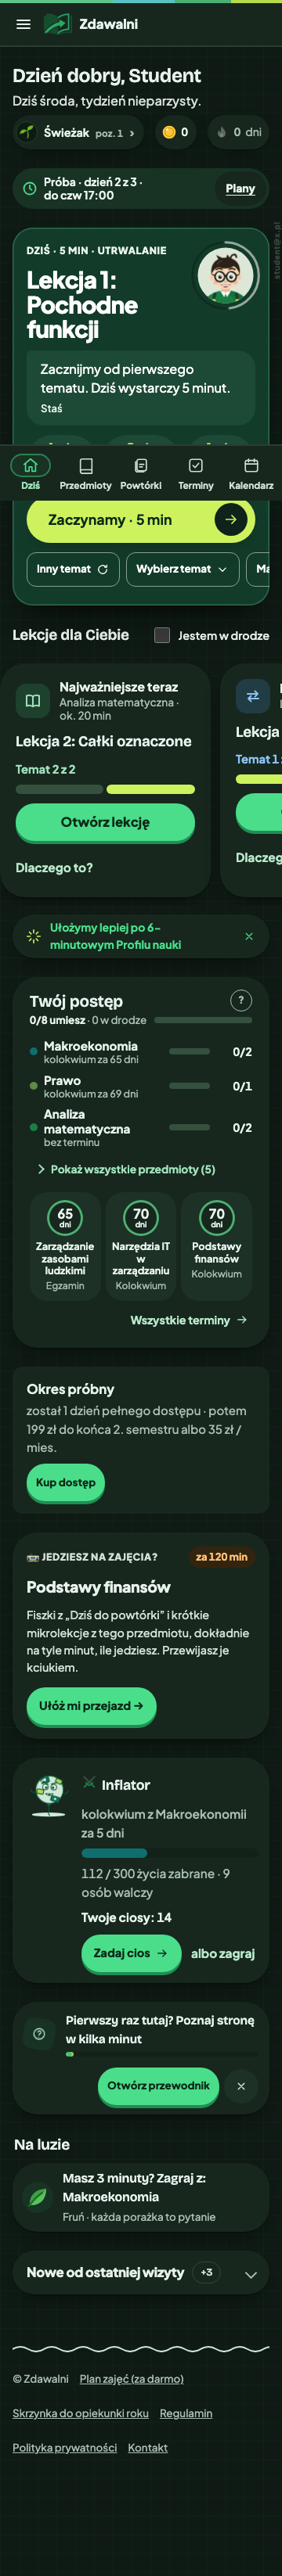 Zdawalni
Dzień dobry, Student
Dziś środa, tydzień nieparzysty.
Świeżak poz. 1 ›
0
0 dni
Próba · dzień 2 z 3 ·
do czw 17:00
Plany
student@x.pl
DZIŚ · 5 MIN · UTRWALANIE
Lekcja 1:
Pochodne
funkcji
Zacznijmy od pierwszego
tematu. Dziś wystarczy 5 minut.
Staś
Dziś
Przedmioty
Powtórki
Terminy
Kalendarz
Zaczynamy · 5 min
Inny temat
Wybierz temat
Ma
Lekcje dla Ciebie
Jestem w drodze
Najważniejsze teraz
Analiza matematyczna ·
ok. 20 min
Lekcja 2: Całki oznaczone
Temat 2 z 2
Otwórz lekcję
Dlaczego to?
Lekcja
Temat 1
Dlaczeg
Ułożymy lepiej po 6-
minutowym Profilu nauki
Twój postęp
?
0/8 umiesz · 0 w drodze
Makroekonomia
kolokwium za 65 dni
0/2
Prawo
kolokwium za 69 dni
0/1
Analiza
matematyczna
bez terminu
0/2
Pokaż wszystkie przedmioty (5)
65
dni
Zarządzanie
zasobami
ludzkimi
Egzamin
70
dni
Narzędzia IT
w
zarządzaniu
Kolokwium
70
dni
Podstawy
finansów
Kolokwium
Wszystkie terminy →
Okres próbny
został 1 dzień pełnego dostępu · potem
199 zł do końca 2. semestru albo 35 zł /
mies.
Kup dostęp
JEDZIESZ NA ZAJĘCIA?
za 120 min
Podstawy finansów
Fiszki z „Dziś do powtórki” i krótkie
mikrolekcje z tego przedmiotu, dokładnie
na tyle minut, ile jedziesz. Przewijasz je
kciukiem.
Ułóż mi przejazd →
Inflator
kolokwium z Makroekonomii
za 5 dni
112 / 300 życia zabrane · 9
osób walczy
Twoje ciosy: 14
Zadaj cios →
albo zagraj
Pierwszy raz tutaj? Poznaj stronę
w kilka minut
Otwórz przewodnik
Na luzie
Masz 3 minuty? Zagraj z:
Makroekonomia
Fruń · każda porażka to pytanie
Nowe od ostatniej wizyty +3
© Zdawalni Plan zajęć (za darmo)
Skrzynka do opiekunki roku Regulamin
Polityka prywatności Kontakt